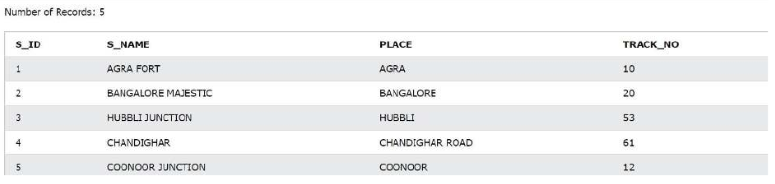 Number of Records: 5
S_ID S_NAME PLACE TRACK_NO
1 AGRA FORT AGRA 10
2 BANGALORE MAJESTIC BANGALORE 20
3 HUBBLI JUNCTION HUBBLI 53
4 CHANDIGHAR CHANDIGHAR ROAD 61
5 COONOOR JUNCTION COONOOR 12